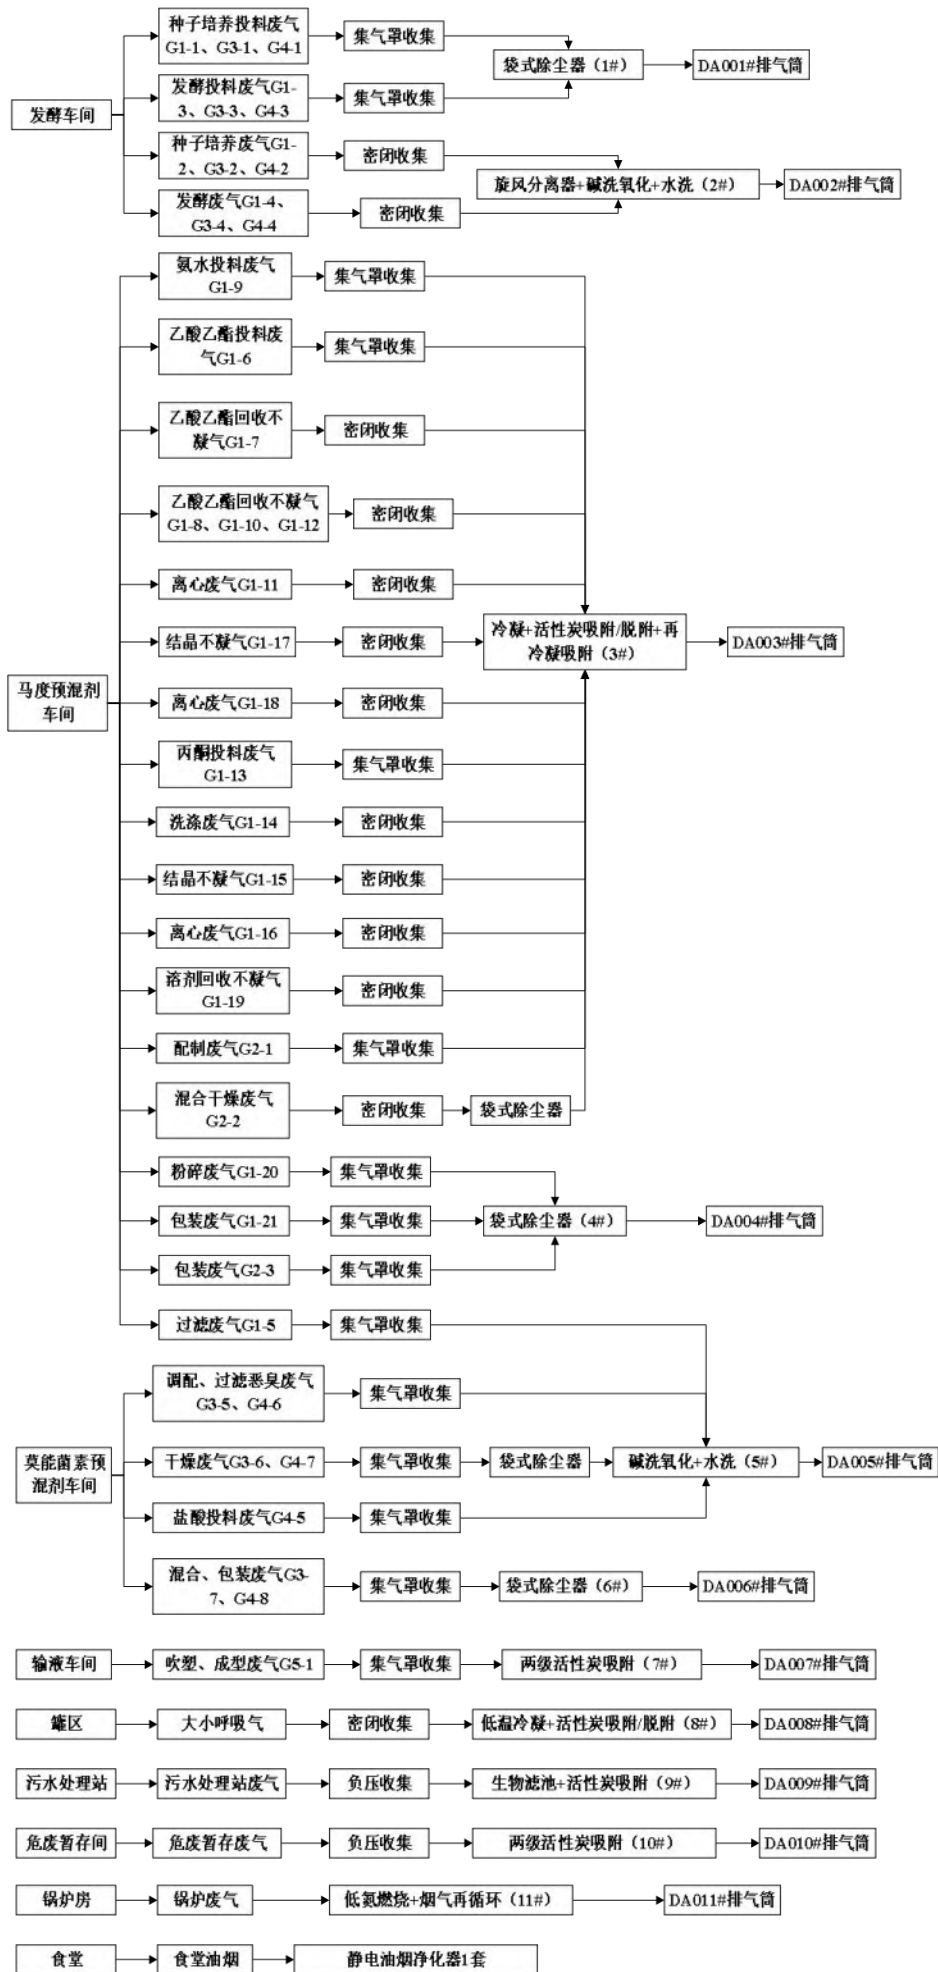 发酵车间
种子培养投料废气
G1-1、G3-1、G4-1
集气罩收集
发酵投料废气G1-
3、G3-3、G4-3
集气罩收集
袋式除尘器（1#）
DA001#排气筒
种子培养废气G1-
2、G3-2、G4-2
密闭收集
发酵废气G1-4、
G3-4、G4-4
密闭收集
旋风分离器+碱洗氧化+水洗（2#）
DA002#排气筒
马度预混剂
车间
氨水投料废气
G1-9
集气罩收集
乙酸乙酯投料废
气G1-6
集气罩收集
乙酸乙酯回收不
凝气G1-7
密闭收集
乙酸乙酯回收不凝气
G1-8、G1-10、G1-12
密闭收集
离心废气G1-11
密闭收集
结晶不凝气G1-17
密闭收集
冷凝+活性炭吸附/脱附+再
冷凝吸附（3#）
DA003#排气筒
离心废气G1-18
密闭收集
丙酮投料废气
G1-13
集气罩收集
洗涤废气G1-14
密闭收集
结晶不凝气G1-15
密闭收集
离心废气G1-16
密闭收集
溶剂回收不凝气
G1-19
密闭收集
配制废气G2-1
集气罩收集
混合干燥废气
G2-2
密闭收集
袋式除尘器
粉碎废气G1-20
集气罩收集
包装废气G1-21
集气罩收集
袋式除尘器（4#）
DA004#排气筒
包装废气G2-3
集气罩收集
过滤废气G1-5
集气罩收集
莫能菌素预
混剂车间
调配、过滤恶臭废气
G3-5、G4-6
集气罩收集
干燥废气G3-6、G4-7
集气罩收集
袋式除尘器
碱洗氧化+水洗（5#）
DA005#排气筒
盐酸投料废气G4-5
集气罩收集
混合、包装废气G3-
7、G4-8
集气罩收集
袋式除尘器（6#）
DA006#排气筒
输液车间
吹塑、成型废气G5-1
集气罩收集
两级活性炭吸附（7#）
DA007#排气筒
罐区
大小呼吸气
密闭收集
低温冷凝+活性炭吸附/脱附（8#）
DA008#排气筒
污水处理站
污水处理站废气
负压收集
生物滤池+活性炭吸附（9#）
DA009#排气筒
危废暂存间
危废暂存废气
负压收集
两级活性炭吸附（10#）
DA010#排气筒
锅炉房
锅炉废气
低氮燃烧+烟气再循环（11#）
DA011#排气筒
食堂
食堂油烟
静电油烟净化器1套